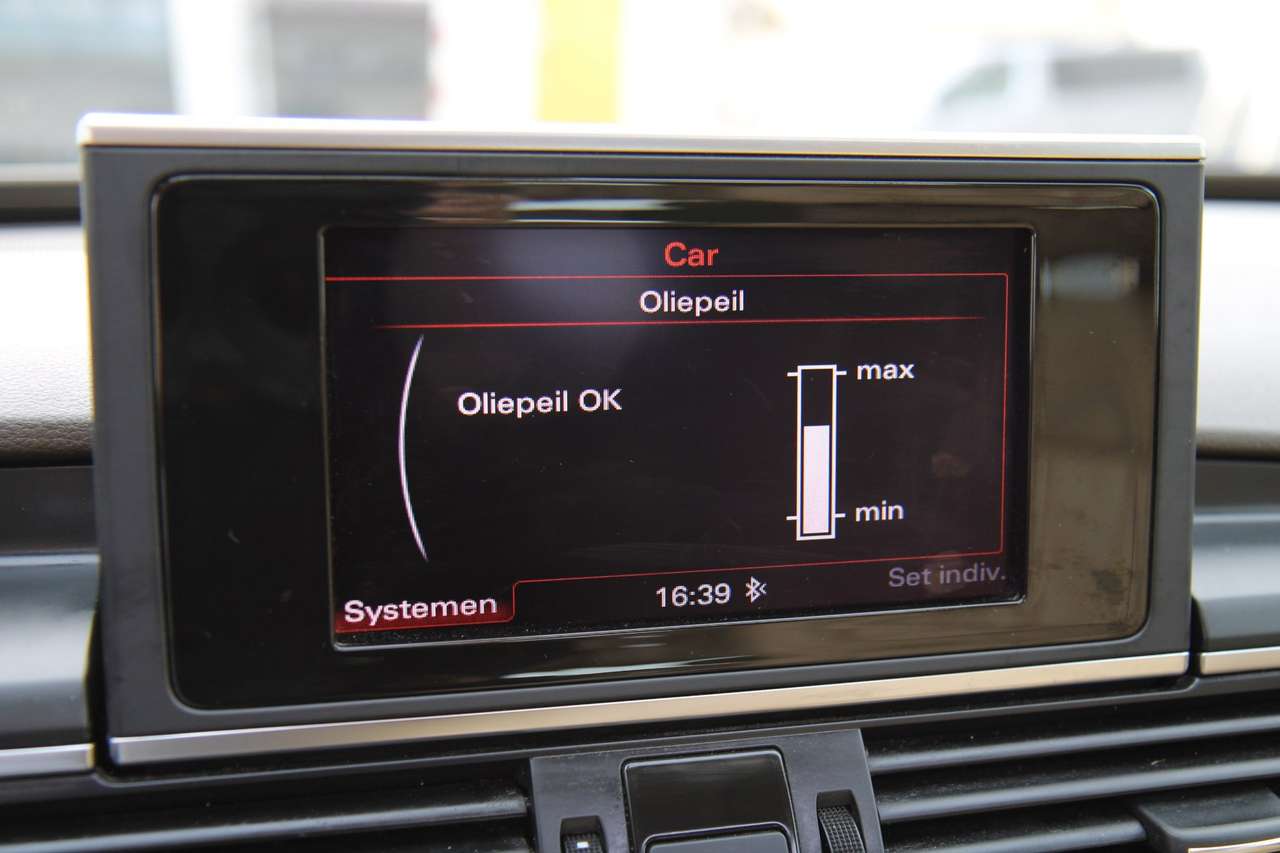 Car
Oliepeil
Oliepeil OK
max
min
Set indiv.
Systemen
16:39